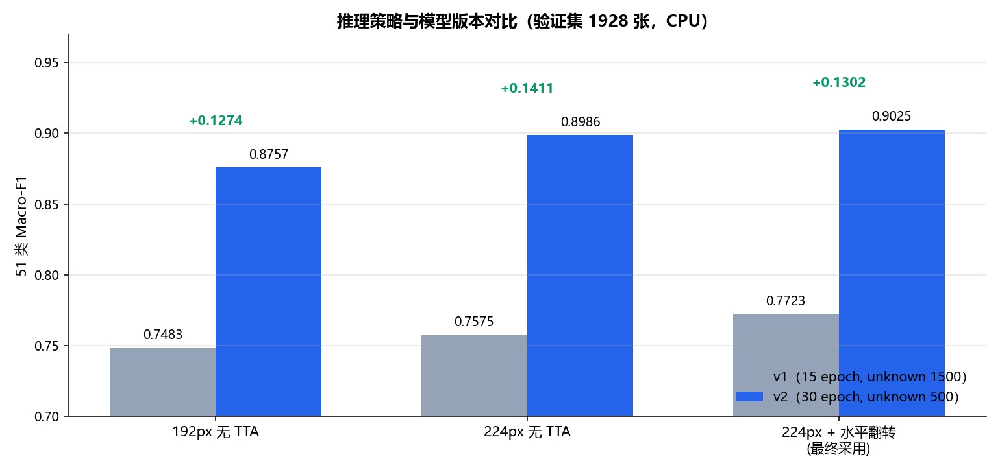 推理策略与模型版本对比（验证集 1928 张，CPU）
51 类 Macro-F1
0.95
0.90
0.85
0.80
0.75
0.70
+0.1274
+0.1411
+0.1302
0.7483
0.8757
0.7575
0.8986
0.7723
0.9025
v1（15 epoch, unknown 1500）
v2（30 epoch, unknown 500）
192px 无 TTA
224px 无 TTA
224px + 水平翻转
(最终采用)